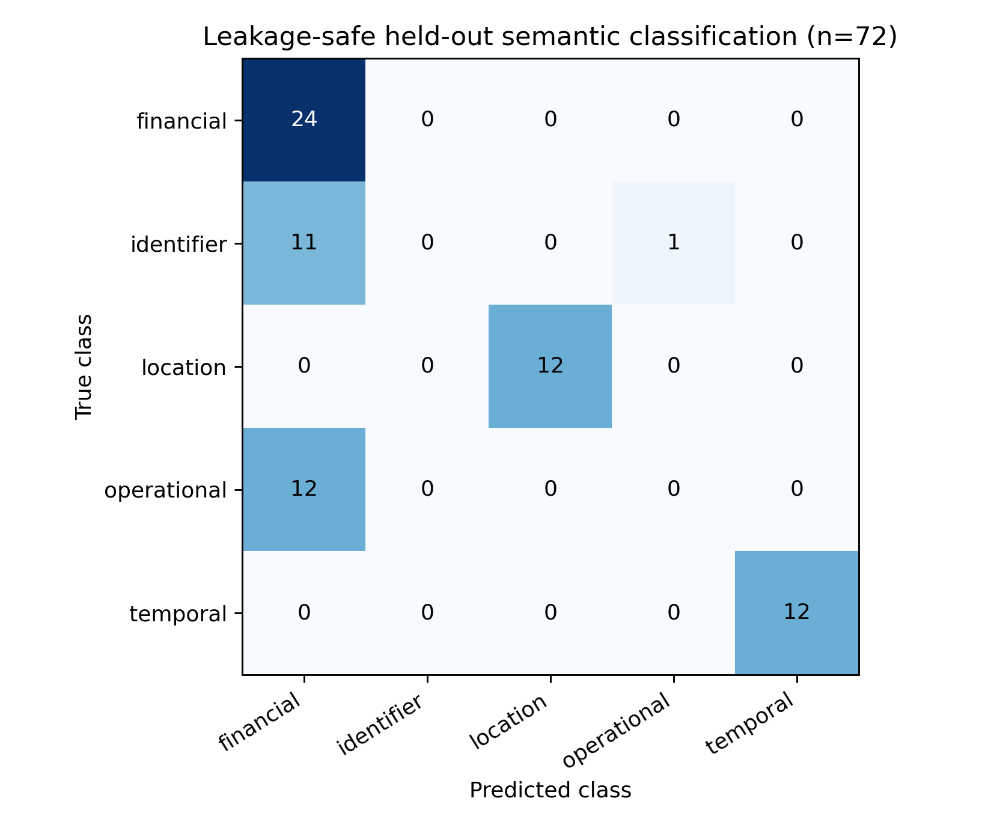 Leakage-safe held-out semantic classification (n=72)
financial 24 0 0 0 0
identifier 11 0 0 1 0
location 0 0 12 0 0
operational 12 0 0 0 0
temporal 0 0 0 0 12
True class
financial identifier location operational temporal
Predicted class